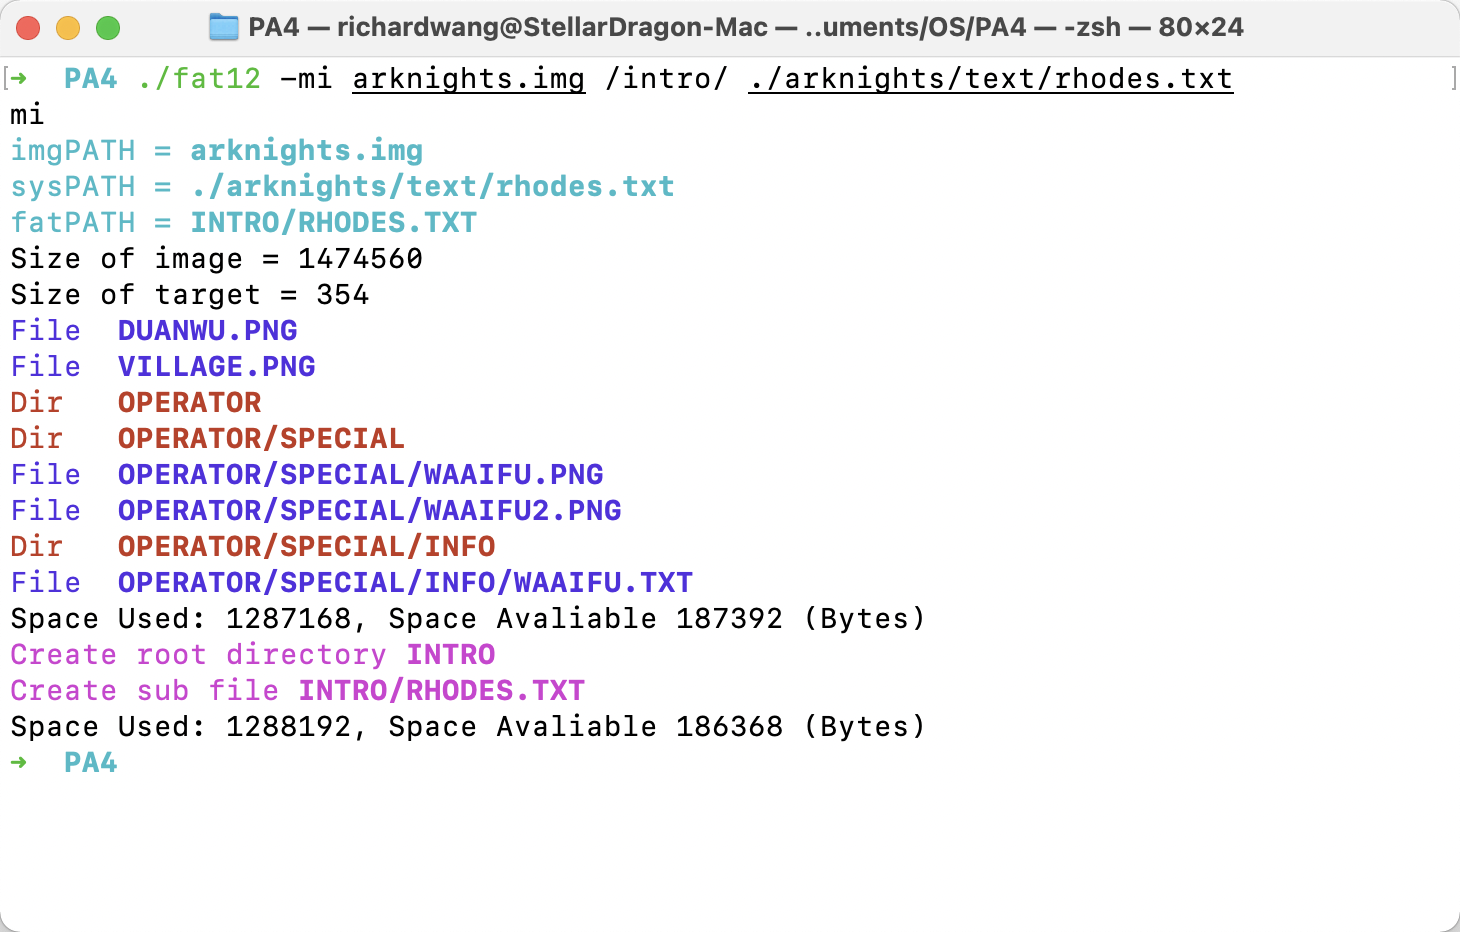 PA4 — richardwang@StellarDragon-Mac — ..uments/OS/PA4 — -zsh — 80×24
[➜  PA4 ./fat12 -mi arknights.img /intro/ ./arknights/text/rhodes.txt ]
mi
imgPATH = arknights.img
sysPATH = ./arknights/text/rhodes.txt
fatPATH = INTRO/RHODES.TXT
Size of image = 1474560
Size of target = 354
File  DUANWU.PNG
File  VILLAGE.PNG
Dir   OPERATOR
Dir   OPERATOR/SPECIAL
File  OPERATOR/SPECIAL/WAAIFU.PNG
File  OPERATOR/SPECIAL/WAAIFU2.PNG
Dir   OPERATOR/SPECIAL/INFO
File  OPERATOR/SPECIAL/INFO/WAAIFU.TXT
Space Used: 1287168, Space Avaliable 187392 (Bytes)
Create root directory INTRO
Create sub file INTRO/RHODES.TXT
Space Used: 1288192, Space Avaliable 186368 (Bytes)
➜  PA4